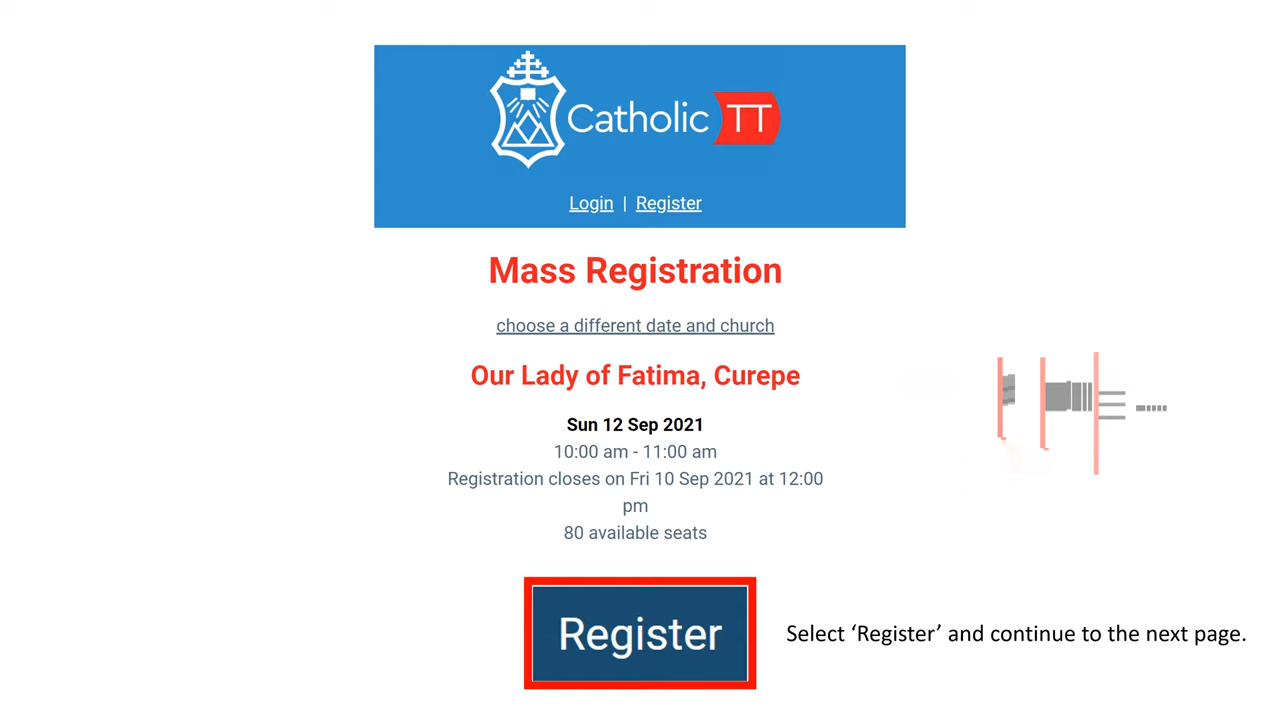 Catholic TT
Login | Register
Mass Registration
choose a different date and church
Our Lady of Fatima, Curepe
Sun 12 Sep 2021
10:00 am - 11:00 am
Registration closes on Fri 10 Sep 2021 at 12:00
pm
80 available seats
Register
Select ‘Register’ and continue to the next page.